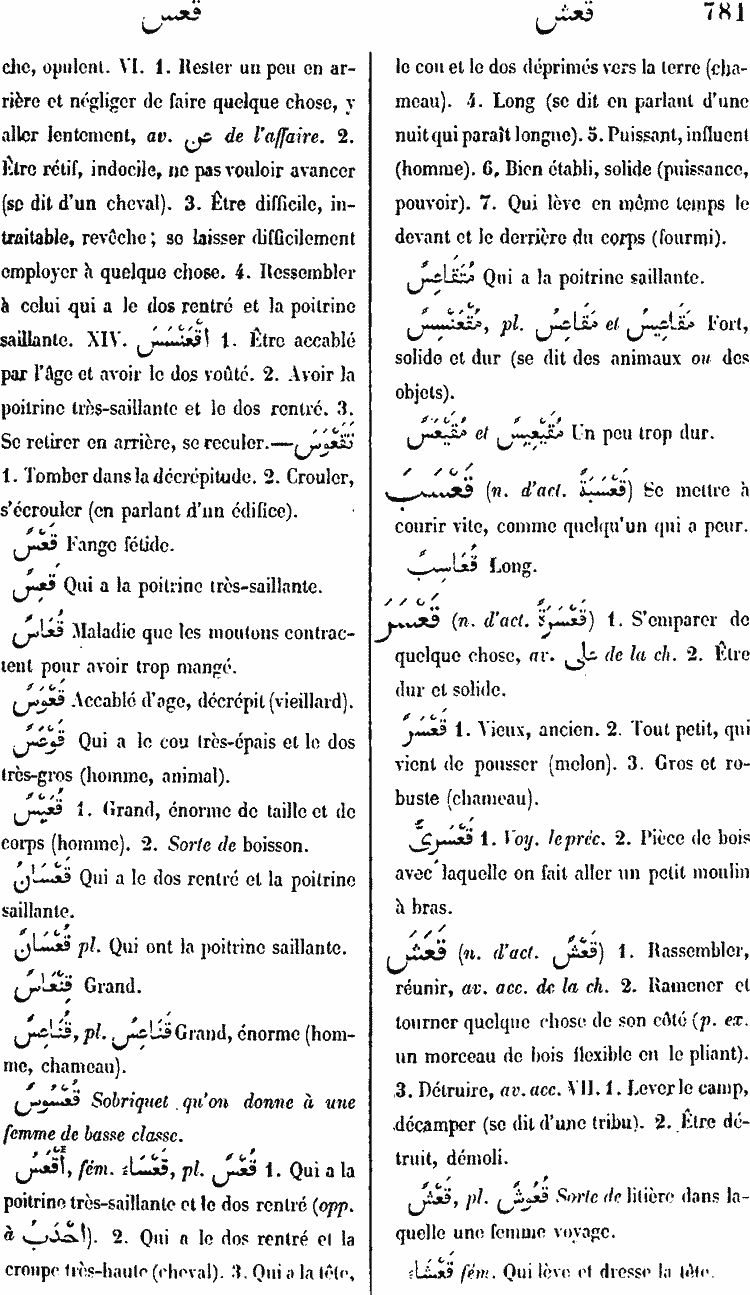 قعس
قعش
781
che, opulent. VI. 1. Rester un peu en ar-
rière et négliger de faire quelque chose, y
aller lentement, av. عن de l'affaire. 2.
Être rétif, indocile, ne pas vouloir avancer
(se dit d'un cheval). 3. Être difficile, in-
traitable, revêche; se laisser difficilement
employer à quelque chose. 4. Ressembler
à celui qui a le dos rentré et la poitrine
saillante. XIV. اِقْعَنْسَسَ 1. Être accablé
par l'âge et avoir le dos voûté. 2. Avoir la
poitrine très-saillante et le dos rentré. 3.
Se retirer en arrière, se reculer.—تَقَعْوَسَ
1. Tomber dans la décrépitude. 2. Crouler,
s'écrouler (en parlant d'un édifice).
قَعْسٌ Fange fétide.
قَعِسٌ Qui a la poitrine très-saillante.
قُعَاسٌ Maladie que les moutons contrac-
tent pour avoir trop mangé.
قَعْوَسٌ Accablé d'age, décrépit (vieillard).
قَوْعَسٌ Qui a le cou très-épais et le dos
très-gros (homme, animal).
قَعْيَسٌ 1. Grand, énorme de taille et de
corps (homme). 2. Sorte de boisson.
قَعْسَانٌ Qui a le dos rentré et la poitrine
saillante.
قَعْسَانٌ pl. Qui ont la poitrine saillante.
قِنْعَاسٌ Grand.
قُنَاعِسٌ, pl. قَنَاعِسُ Grand, énorme (hom-
me, chameau).
قَعْسُوسٌ Sobriquet qu'on donne à une
femme de basse classe.
أَقْعَسُ, fém. قَعْسَاءُ, pl. قُعْسٌ 1. Qui a la
poitrine très-saillante et le dos rentré (opp.
à أَحْدَبُ). 2. Qui a le dos rentré et la
croupe très-haute (cheval). 3. Qui a la tête,
le cou et le dos déprimés vers la terre (cha-
meau). 4. Long (se dit en parlant d'une
nuit qui paraît longue). 5. Puissant, influent
(homme). 6. Bien établi, solide (puissance,
pouvoir). 7. Qui lève en même temps le
devant et le derrière du corps (fourmi).
مُتَقَاعِسٌ Qui a la poitrine saillante.
مُقْعَنْسِسٌ, pl. مَقَاعِسُ et مَقَاعِيسُ Fort,
solide et dur (se dit des animaux ou des
objets).
مُقَيْعِيسٌ et مُقَيْعِسٌ Un peu trop dur.
قَعْسَبَ (n. d'act. قَعْسَبَةٌ) Se mettre à
courir vite, comme quelqu'un qui a peur.
قُعَاسِبٌ Long.
قَعْسَرَ (n. d'act. قَعْسَرَةٌ) 1. S'emparer de
quelque chose, av. على de la ch. 2. Être
dur et solide.
قَعْسَرٌ 1. Vieux, ancien. 2. Tout petit, qui
vient de pousser (melon). 3. Gros et ro-
buste (chameau).
قَعْسَرِيٌّ 1. Voy. le préc. 2. Pièce de bois
avec laquelle on fait aller un petit moulin
à bras.
قَعَشَ (n. d'act. قَعْشٌ) 1. Rassembler,
réunir, av. acc. de la ch. 2. Ramener et
tourner quelque chose de son côté (p. ex.
un morceau de bois flexible en le pliant).
3. Détruire, av. acc. VII. 1. Lever le camp,
décamper (se dit d'une tribu). 2. Être dé-
truit, démoli.
قَعْشٌ, pl. قُعُوشٌ Sorte de litière dans la-
quelle une femme voyage.
قَعْشَاءُ fém. Qui lève et dresse la tête.